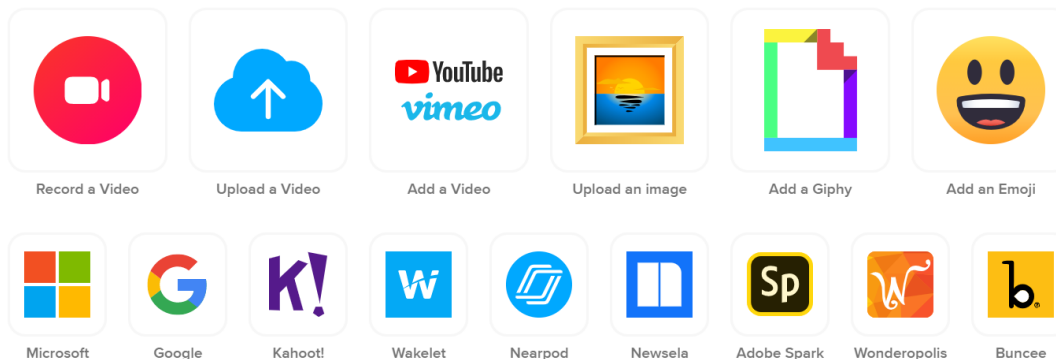 YouTube
vimeo
Record a Video
Upload a Video
Add a Video
Upload an image
Add a Giphy
Add an Emoji
K!
W
Sp
W
b.
Microsoft
Google
Kahoot!
Wakelet
Nearpod
Newsela
Adobe Spark
Wonderopolis
Buncee